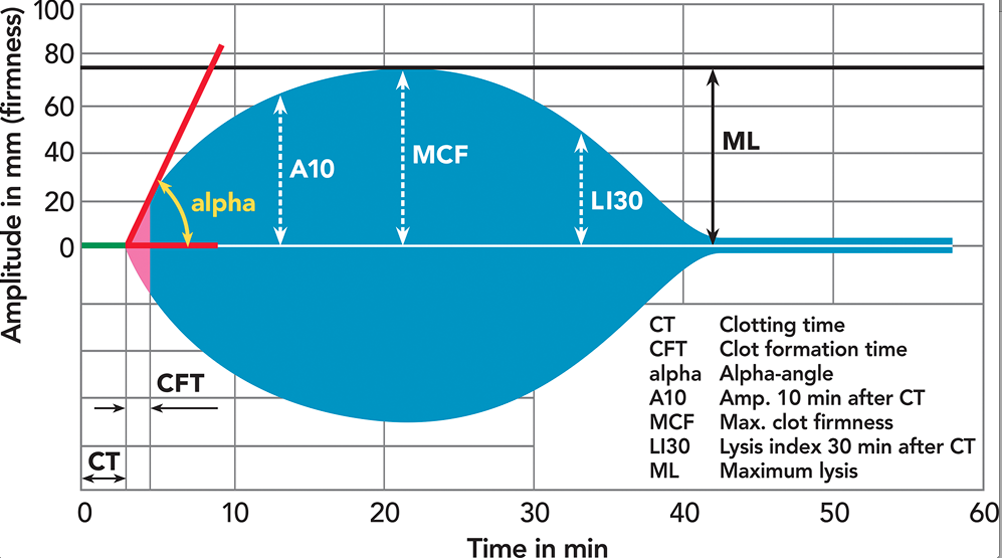 Amplitude in mm (firmness)
100
80
60
40
20
0
alpha
A10
MCF
LI30
ML
CFT
CT
CT Clotting time
CFT Clot formation time
alpha Alpha-angle
A10 Amp. 10 min after CT
MCF Max. clot firmness
LI30 Lysis index 30 min after CT
ML Maximum lysis
0 10 20 30 40 50 60
Time in min